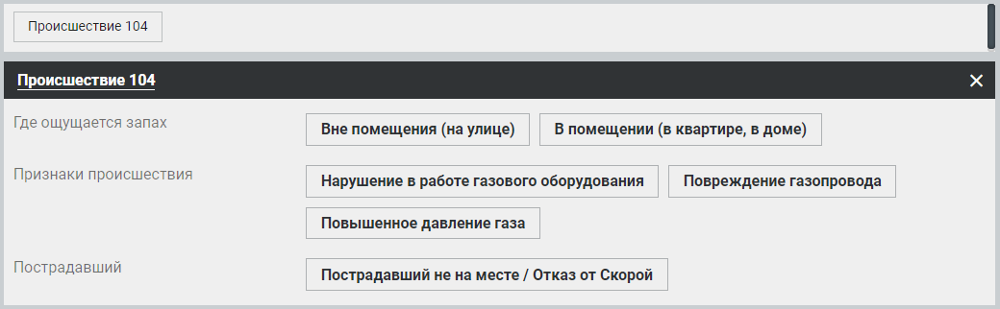 Происшествие 104
Происшествие 104
Где ощущается запах
Вне помещения (на улице) В помещении (в квартире, в доме)
Признаки происшествия
Нарушение в работе газового оборудования Повреждение газопровода
Повышенное давление газа
Пострадавший
Пострадавший не на месте / Отказ от Скорой